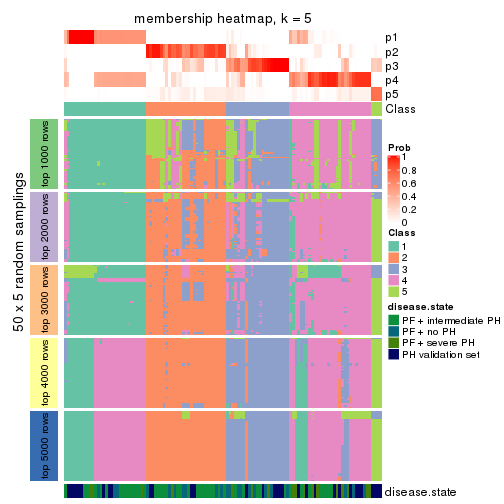 membership heatmap, k = 5
p1
p2
p3
p4
p5
Class
50 x 5 random samplings
top 1000 rows
top 2000 rows
top 3000 rows
top 4000 rows
top 5000 rows
Prob
1
0.8
0.6
0.4
0.2
0
Class
1
2
3
4
5
disease.state
PF + intermediate PH
PF + no PH
PF + severe PH
PH validation set
disease.state